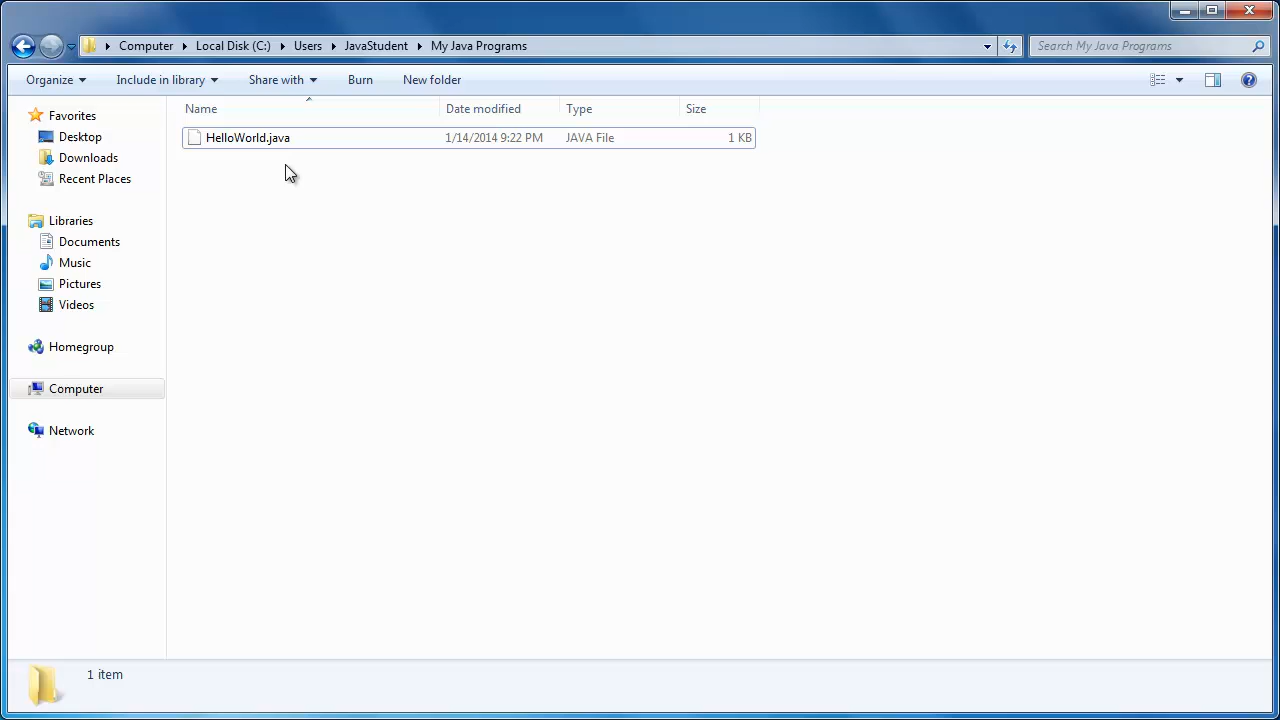 Computer Local Disk (C:) Users JavaStudent My Java Programs Search My Java Programs
Organize Include in library Share with Burn New folder
Name Date modified Type Size
HelloWorld.java 1/14/2014 9:22 PM JAVA File 1 KB
Favorites
Desktop
Downloads
Recent Places
Libraries
Documents
Music
Pictures
Videos
Homegroup
Computer
Network
1 item